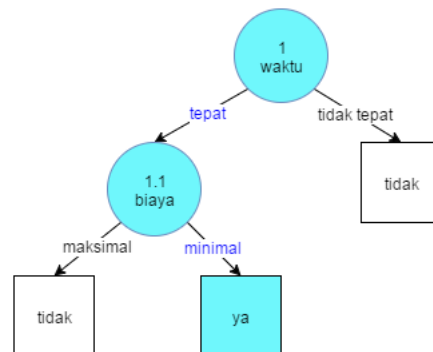 1
waktu
tepat
tidak tepat
1.1
biaya
tidak
maksimal
minimal
tidak
ya